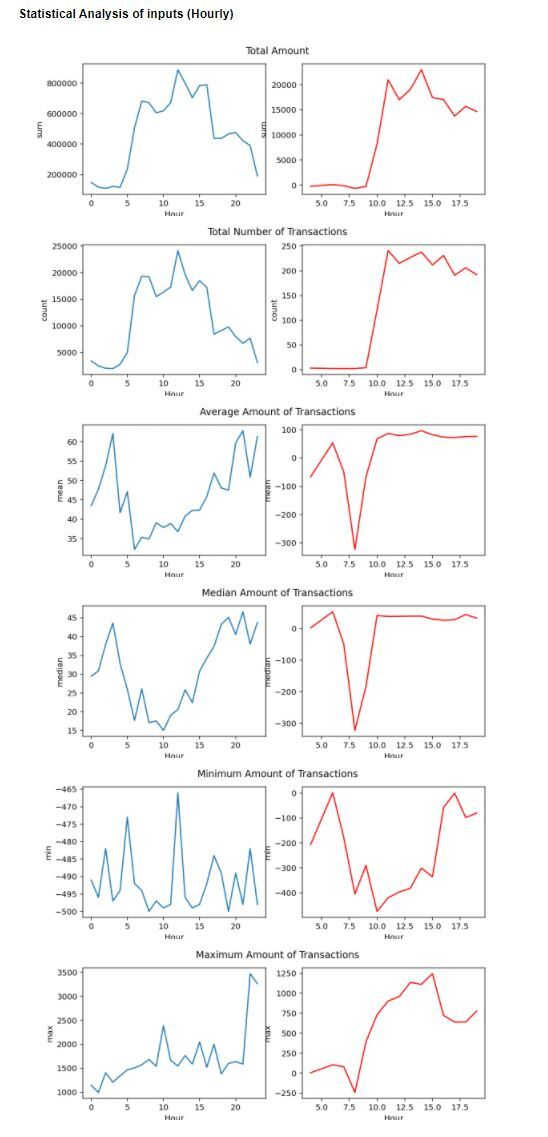 Statistical Analysis of inputs (Hourly)
Total Amount
800000
600000
400000
200000
sum
0 5 10 15 20
Hour
20000
15000
10000
5000
0
sum
5.0 7.5 10.0 12.5 15.0 17.5
Hour
Total Number of Transactions
25000
20000
15000
10000
5000
count
0 5 10 15 20
Hour
250
200
150
100
50
0
count
5.0 7.5 10.0 12.5 15.0 17.5
Hour
Average Amount of Transactions
60
55
50
45
40
35
mean
0 5 10 15 20
Hour
100
0
−100
−200
−300
mean
5.0 7.5 10.0 12.5 15.0 17.5
Hour
Median Amount of Transactions
45
40
35
30
25
20
15
median
0 5 10 15 20
Hour
0
−100
−200
−300
median
5.0 7.5 10.0 12.5 15.0 17.5
Hour
Minimum Amount of Transactions
−465
−470
−475
−480
−485
−490
−495
−500
min
0 5 10 15 20
Hour
0
−100
−200
−300
−400
min
5.0 7.5 10.0 12.5 15.0 17.5
Hour
Maximum Amount of Transactions
3500
3000
2500
2000
1500
1000
max
0 5 10 15 20
Hour
1250
1000
750
500
250
0
−250
max
5.0 7.5 10.0 12.5 15.0 17.5
Hour